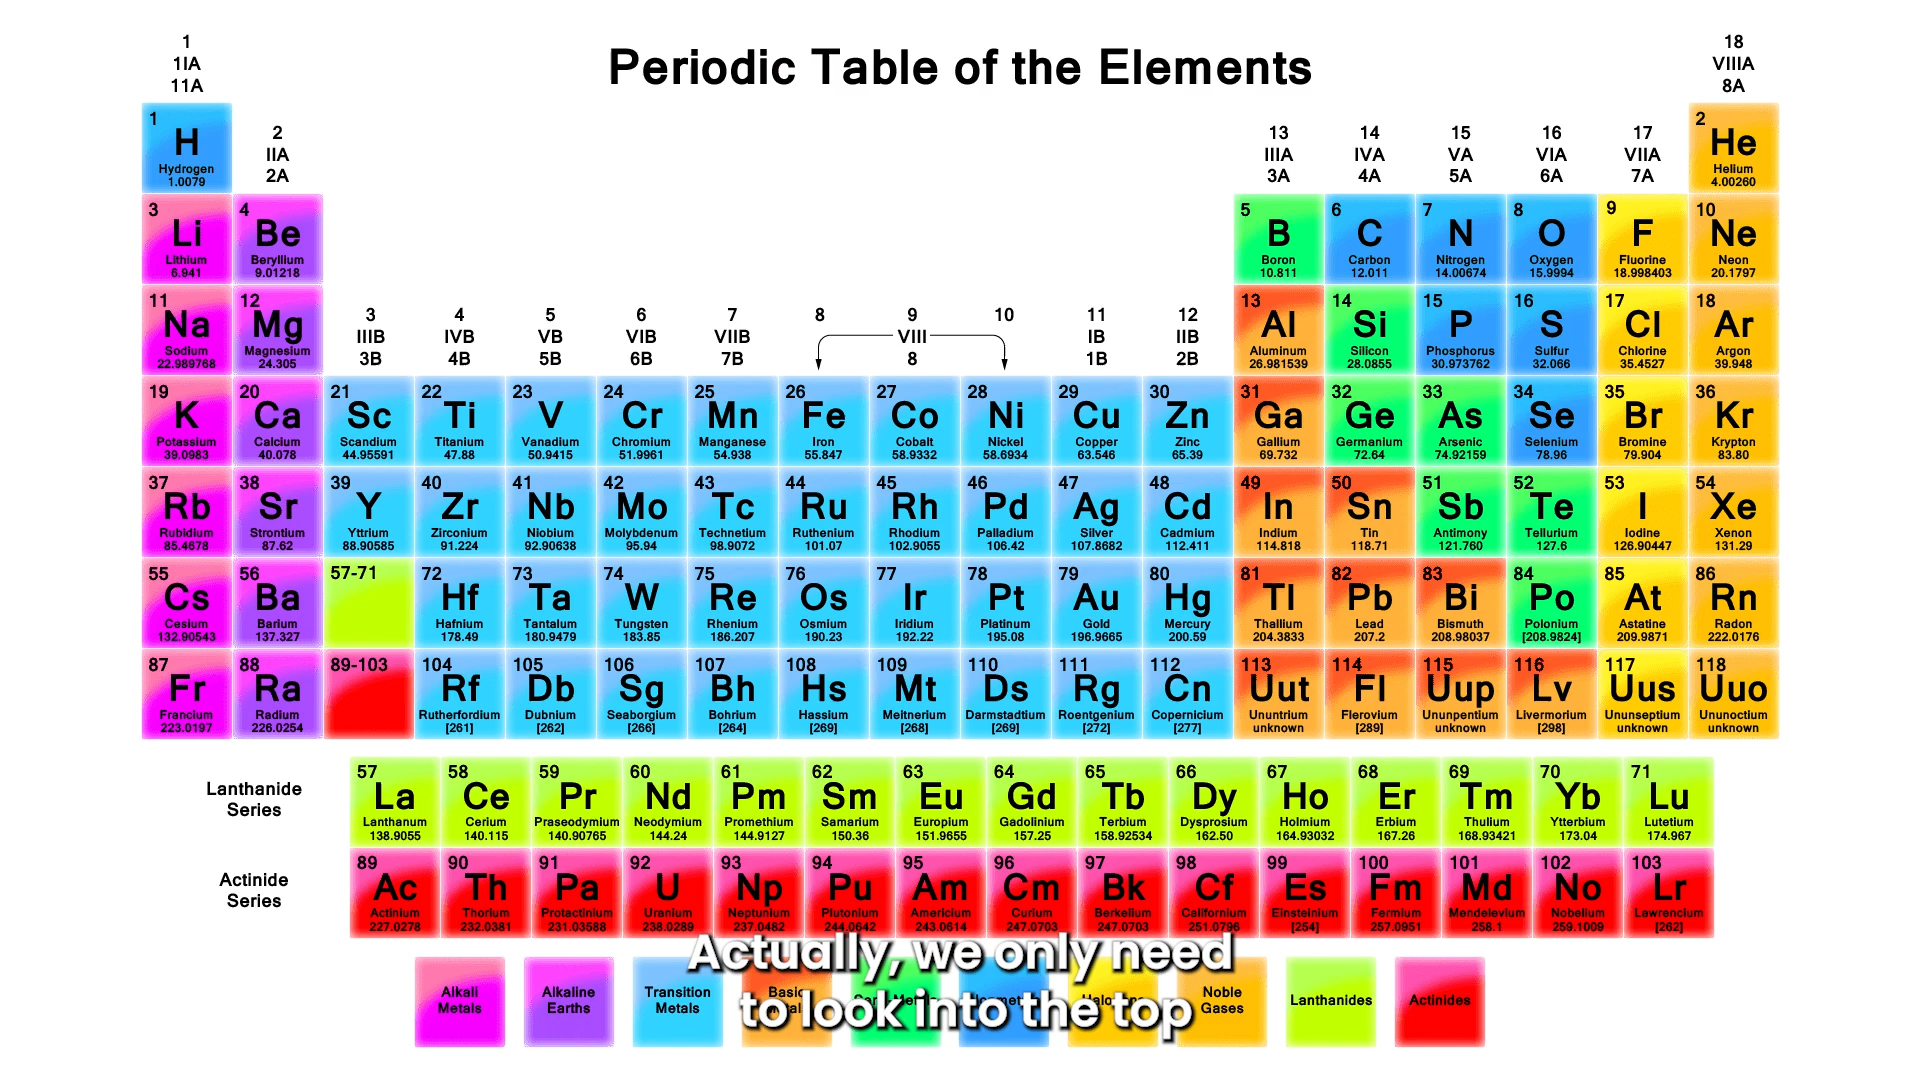 Periodic Table of the Elements
1
1IA
11A
18
VIIIA
8A
1
H
Hydrogen
1.0079
2
IIA
2A
13
IIIA
3A
14
IVA
4A
15
VA
5A
16
VIA
6A
17
VIIA
7A
2
He
Helium
4.00260
3
Li
Lithium
6.941
4
Be
Beryllium
9.01218
5
B
Boron
10.811
6
C
Carbon
12.011
7
N
Nitrogen
14.00674
8
O
Oxygen
15.9994
9
F
Fluorine
18.998403
10
Ne
Neon
20.1797
11
Na
Sodium
22.989768
12
Mg
Magnesium
24.305
3
IIIB
3B
4
IVB
4B
5
VB
5B
6
VIB
6B
7
VIIB
7B
8 9 10
VIII
8
11
IB
1B
12
IIB
2B
13
Al
Aluminum
26.981539
14
Si
Silicon
28.0855
15
P
Phosphorus
30.973762
16
S
Sulfur
32.066
17
Cl
Chlorine
35.4527
18
Ar
Argon
39.948
19
K
Potassium
39.0983
20
Ca
Calcium
40.078
21
Sc
Scandium
44.95591
22
Ti
Titanium
47.88
23
V
Vanadium
50.9415
24
Cr
Chromium
51.9961
25
Mn
Manganese
54.938
26
Fe
Iron
55.847
27
Co
Cobalt
58.9332
28
Ni
Nickel
58.6934
29
Cu
Copper
63.546
30
Zn
Zinc
65.39
31
Ga
Gallium
69.732
32
Ge
Germanium
72.64
33
As
Arsenic
74.92159
34
Se
Selenium
78.96
35
Br
Bromine
79.904
36
Kr
Krypton
83.80
37
Rb
Rubidium
85.4678
38
Sr
Strontium
87.62
39
Y
Yttrium
88.90585
40
Zr
Zirconium
91.224
41
Nb
Niobium
92.90638
42
Mo
Molybdenum
95.94
43
Tc
Technetium
98.9072
44
Ru
Ruthenium
101.07
45
Rh
Rhodium
102.9055
46
Pd
Palladium
106.42
47
Ag
Silver
107.8682
48
Cd
Cadmium
112.411
49
In
Indium
114.818
50
Sn
Tin
118.71
51
Sb
Antimony
121.760
52
Te
Tellurium
127.6
53
I
Iodine
126.90447
54
Xe
Xenon
131.29
55
Cs
Cesium
132.90543
56
Ba
Barium
137.327
57-71
72
Hf
Hafnium
178.49
73
Ta
Tantalum
180.9479
74
W
Tungsten
183.85
75
Re
Rhenium
186.207
76
Os
Osmium
190.23
77
Ir
Iridium
192.22
78
Pt
Platinum
195.08
79
Au
Gold
196.9665
80
Hg
Mercury
200.59
81
Tl
Thallium
204.3833
82
Pb
Lead
207.2
83
Bi
Bismuth
208.98037
84
Po
Polonium
[208.9824]
85
At
Astatine
209.9871
86
Rn
Radon
222.0176
87
Fr
Francium
223.0197
88
Ra
Radium
226.0254
89-103
104
Rf
Rutherfordium
[261]
105
Db
Dubnium
[262]
106
Sg
Seaborgium
[266]
107
Bh
Bohrium
[264]
108
Hs
Hassium
[269]
109
Mt
Meitnerium
[268]
110
Ds
Darmstadtium
[269]
111
Rg
Roentgenium
[272]
112
Cn
Copernicium
[277]
113
Uut
Ununtrium
unknown
114
Fl
Flerovium
[289]
115
Uup
Ununpentium
unknown
116
Lv
Livermorium
[298]
117
Uus
Ununseptium
unknown
118
Uuo
Ununoctium
unknown
Lanthanide
Series
57
La
Lanthanum
138.9055
58
Ce
Cerium
140.115
59
Pr
Praseodymium
140.90765
60
Nd
Neodymium
144.24
61
Pm
Promethium
144.9127
62
Sm
Samarium
150.36
63
Eu
Europium
151.9655
64
Gd
Gadolinium
157.25
65
Tb
Terbium
158.92534
66
Dy
Dysprosium
162.50
67
Ho
Holmium
164.93032
68
Er
Erbium
167.26
69
Tm
Thulium
168.93421
70
Yb
Ytterbium
173.04
71
Lu
Lutetium
174.967
Actinide
Series
89
Ac
Actinium
227.0278
90
Th
Thorium
232.0381
91
Pa
Protactinium
231.03588
92
U
Uranium
238.0289
93
Np
Neptunium
237.0482
94
Pu
Plutonium
244.0642
95
Am
Americium
243.0614
96
Cm
Curium
247.0703
97
Bk
Berkelium
247.0703
98
Cf
Californium
251.0796
99
Es
Einsteinium
[254]
100
Fm
Fermium
257.0951
101
Md
Mendelevium
258.1
102
No
Nobelium
259.1009
103
Lr
Lawrencium
[262]
Actually, we only need
to look into the top
Alkali
Metals
Alkaline
Earths
Transition
Metals
Basic
Noble
Gases
Lanthanides
Actinides